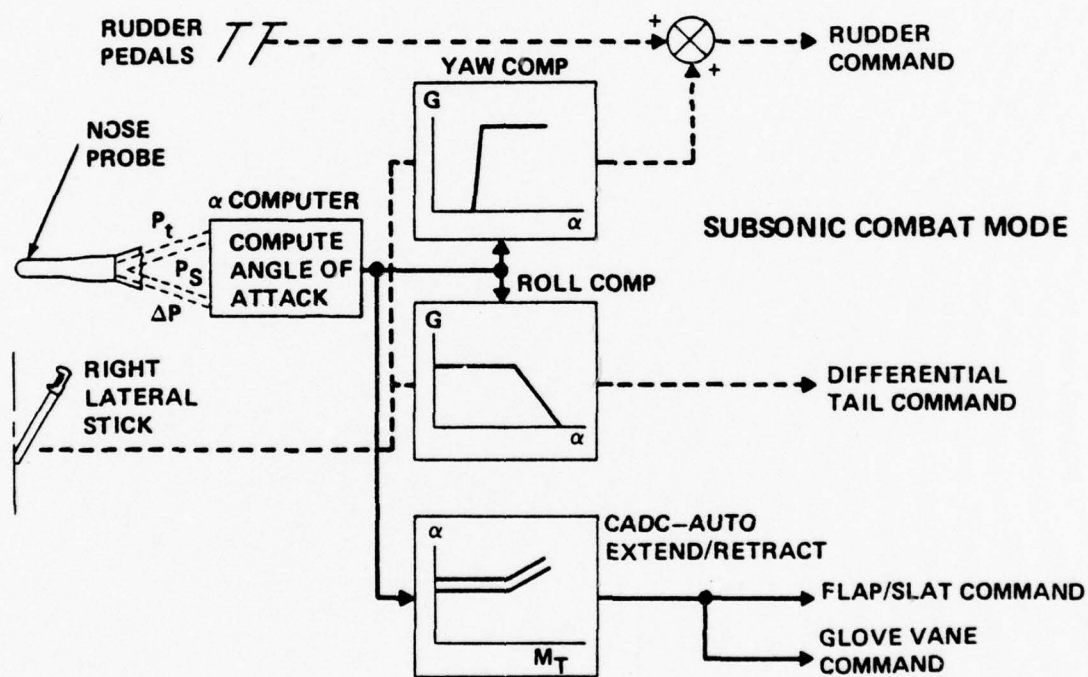 RUDDER
PEDALS
+
+
RUDDER
COMMAND
YAW COMP
G
α
NOSE
PROBE
α COMPUTER
COMPUTE
ANGLE OF
ATTACK
Pt
PS
ΔP
SUBSONIC COMBAT MODE
ROLL COMP
G
α
RIGHT
LATERAL
STICK
DIFFERENTIAL
TAIL COMMAND
CADC–AUTO
EXTEND/RETRACT
α
MT
FLAP/SLAT COMMAND
GLOVE VANE
COMMAND